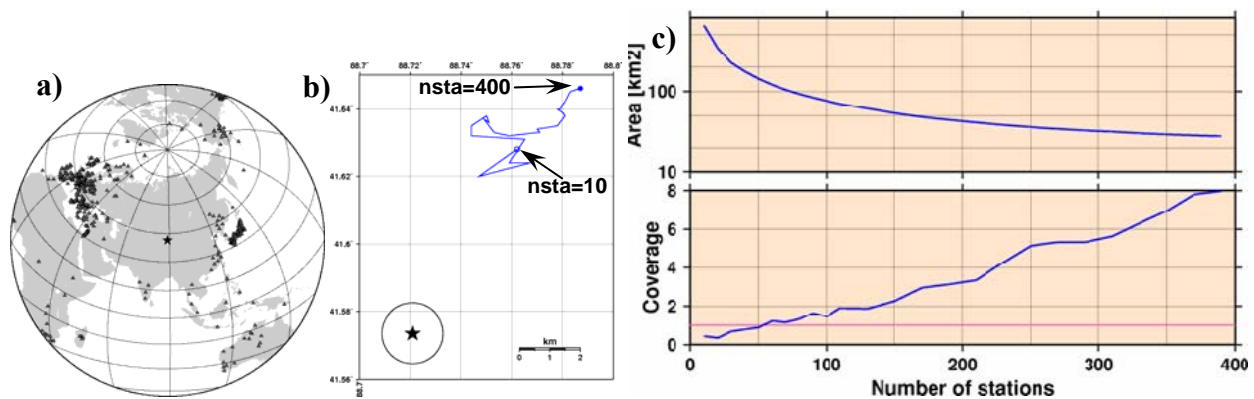 a)
b)
88.7
88.72
88.74
88.76
88.78
88.8
nsta=400
41.64
41.62
nsta=10
41.6
41.58
km
0 1 2
41.56
88.7
c)
Area [km2]
100
10
Coverage
8
6
4
2
0
0 100 200 300 400
Number of stations